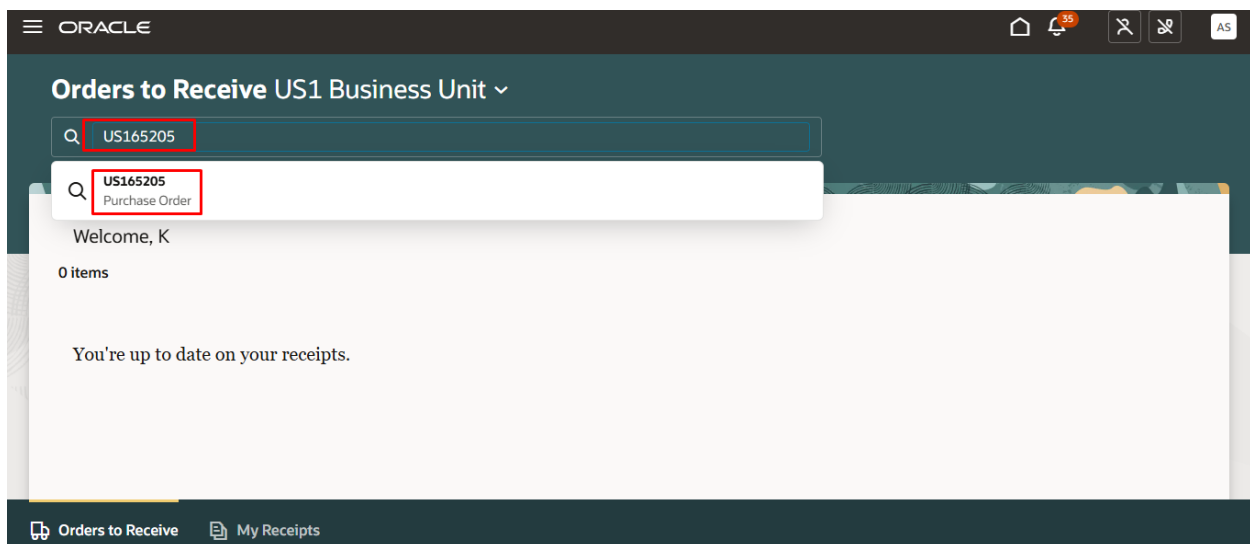 ORACLE
35
AS
Orders to Receive US1 Business Unit
US165205
US165205
Purchase Order
Welcome, K
0 items
You're up to date on your receipts.
Orders to Receive
My Receipts